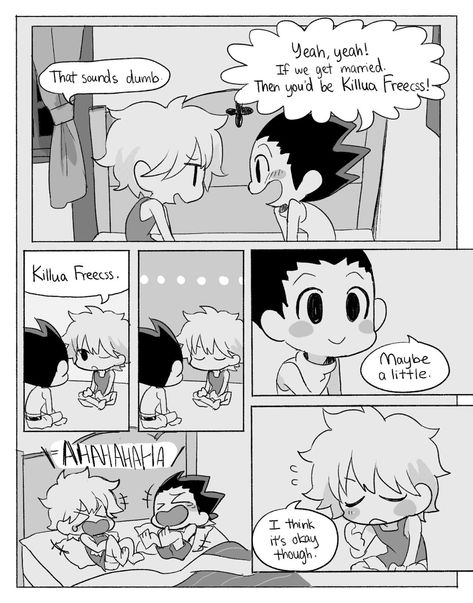 Yeah, yeah!
If we get married.
Then you'd be Killua Freecss!
That sounds dumb.
Killua Freecss.
Maybe
a little.
AHAHAHAHA
I think
it's okay
though.